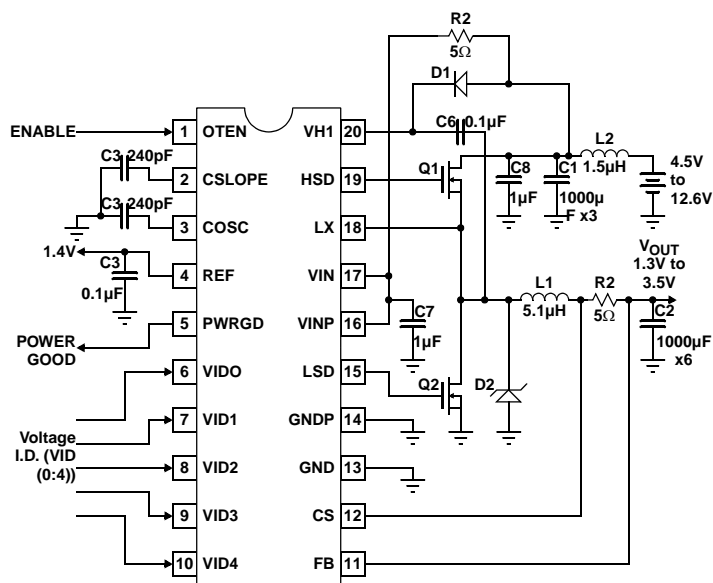 R2
5Ω
D1
C6
0.1µF
ENABLE
1
OTEN
VH1
20
L2
1.5µH
4.5V
to
12.6V
C3
240pF
2
CSLOPE
HSD
19
Q1
C8
1µF
C1
1000µ
F x3
C3
240pF
3
COSC
LX
18
1.4V
C3
0.1µF
4
REF
VIN
17
VOUT
1.3V to
3.5V
L1
5.1µH
R2
5Ω
C2
1000µF
x6
POWER
GOOD
5
PWRGD
VINP
16
C7
1µF
6
VIDO
LSD
15
Q2
D2
Voltage
I.D. (VID
(0:4))
7
VID1
GNDP
14
8
VID2
GND
13
9
VID3
CS
12
10
VID4
FB
11